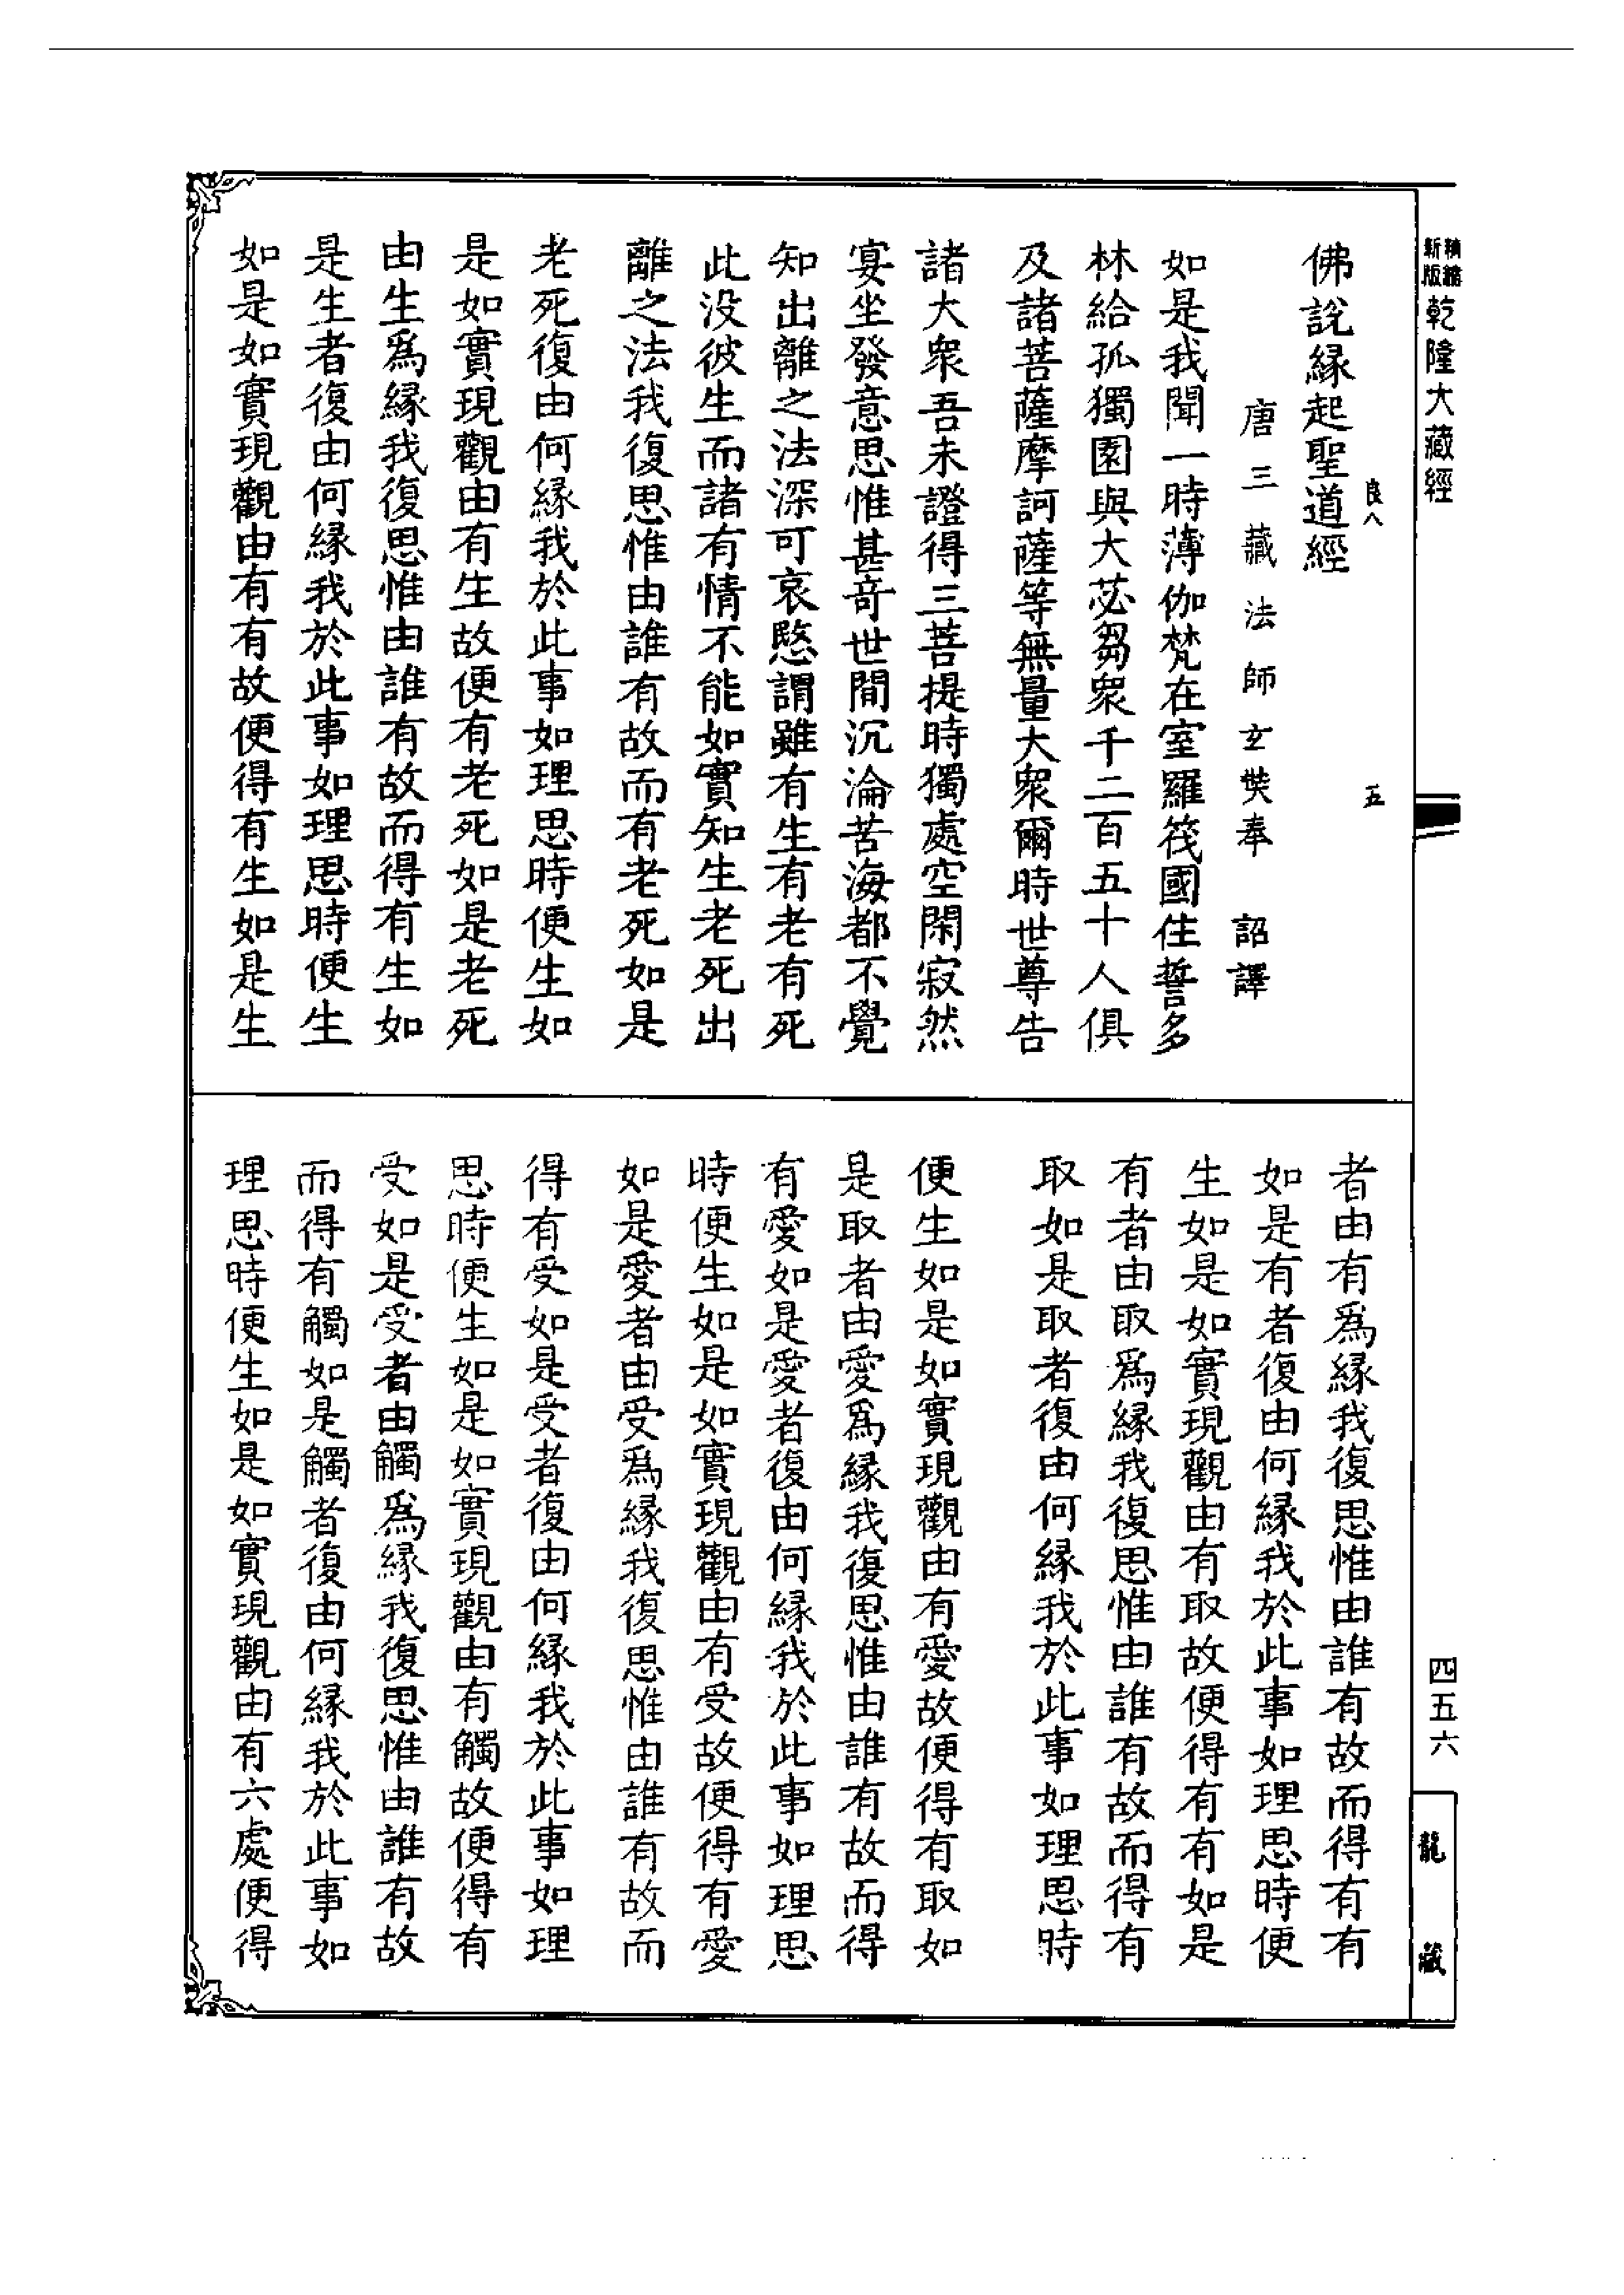 新版 精縮 乾隆大藏經
四五六
龍藏
佛說緣起聖道經
五
唐三藏法師玄奘奉 詔譯
如是我聞一時薄伽梵在室羅筏國住誓多
林給孤獨園與大苾芻衆千二百五十人俱
及諸菩薩摩訶薩等無量大衆爾時世尊告
諸大衆吾未證得三菩提時獨處空閑寂然
宴坐發意思惟甚奇世間沉淪苦海都不覺
知出離之法深可哀愍謂雖有生有老有死
此没彼生而諸有情不能如實知生老死出
離之法我復思惟由誰有故而有老死如是
老死復由何緣我於此事如理思時便生如
是如實現觀由有生故便有老死如是老死
由生爲緣我復思惟由誰有故而得有生如
是生者復由何緣我於此事如理思時便生
如是如實現觀由有有故便得有生如是生
者由有爲緣我復思惟由誰有故而得有有
如是有者復由何緣我於此事如理思時便
生如是如實現觀由有取故便得有有如是
有者由取爲緣我復思惟由誰有故而得有
取如是取者復由何緣我於此事如理思時
便生如是如實現觀由有愛故便得有取如
是取者由愛爲緣我復思惟由誰有故而得
有愛如是愛者復由何緣我於此事如理思
時便生如是如實現觀由有受故便得有愛
如是愛者由受爲緣我復思惟由誰有故而
得有受如是受者復由何緣我於此事如理
思時便生如是如實現觀由有觸故便得有
受如是受者由觸爲緣我復思惟由誰有故
而得有觸如是觸者復由何緣我於此事如
理思時便生如是如實現觀由有六處便得